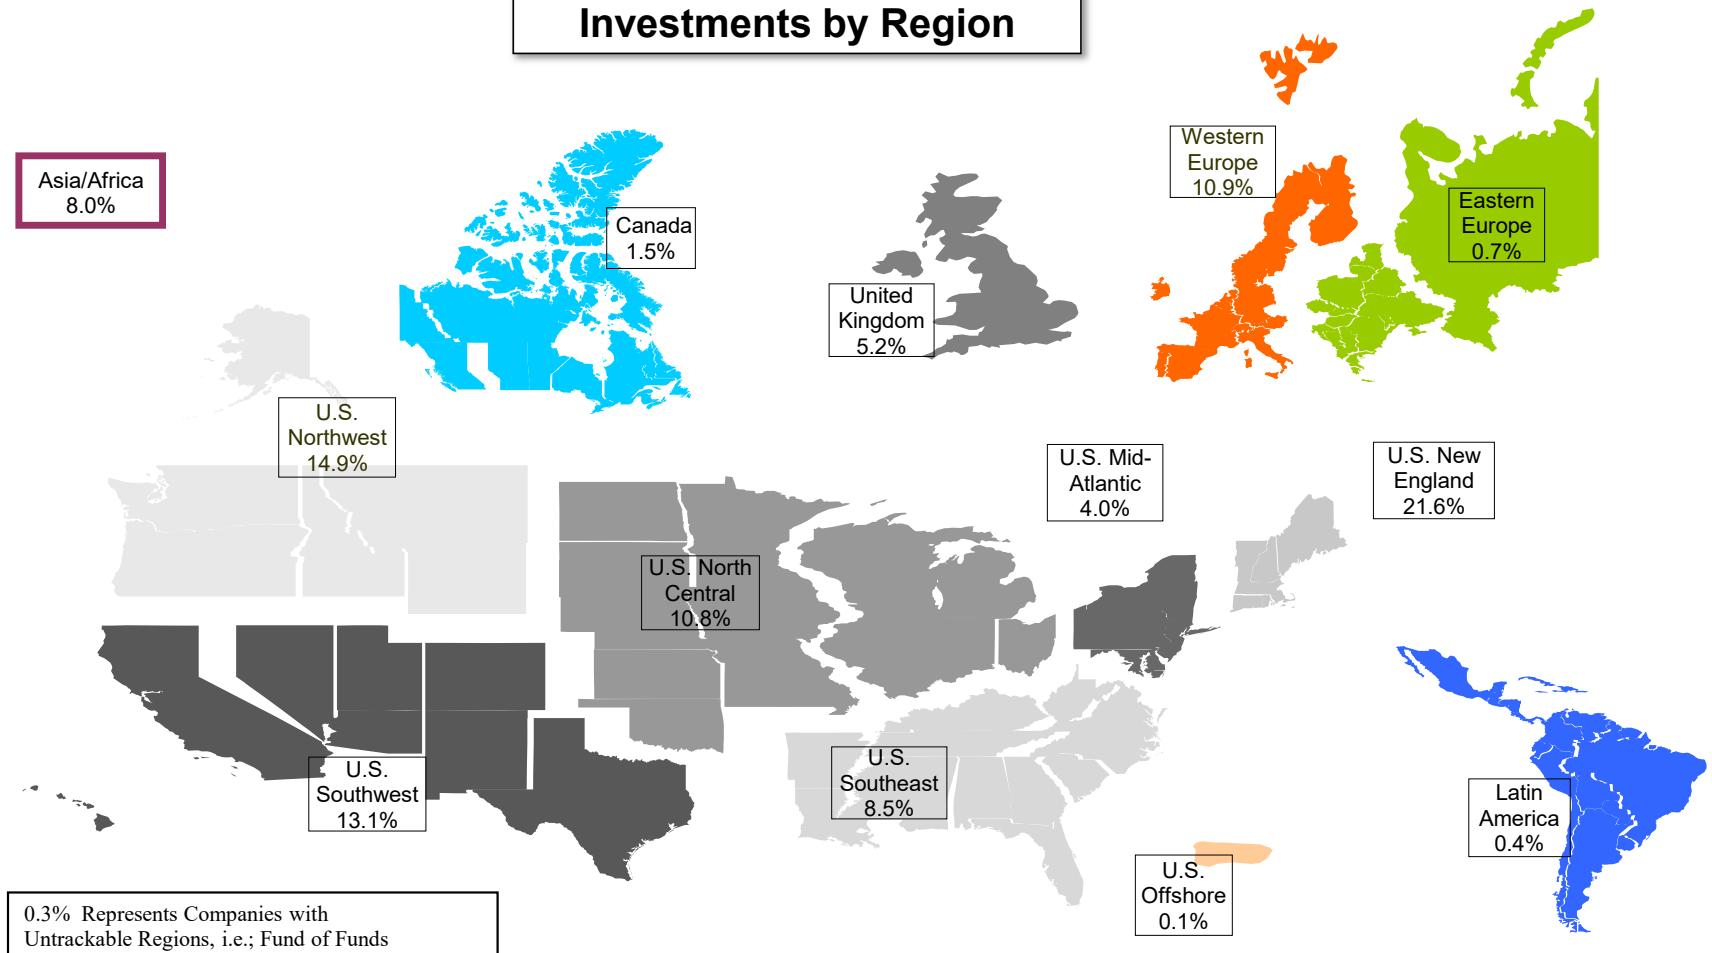 Investments by Region
Asia/Africa
8.0%
Canada
1.5%
United
Kingdom
5.2%
Western
Europe
10.9%
Eastern
Europe
0.7%
U.S.
Northwest
14.9%
U.S. North
Central
10.8%
U.S. Mid-
Atlantic
4.0%
U.S. New
England
21.6%
U.S.
Southwest
13.1%
U.S.
Southeast
8.5%
U.S.
Offshore
0.1%
Latin
America
0.4%
0.3% Represents Companies with
Untrackable Regions, i.e.; Fund of Funds